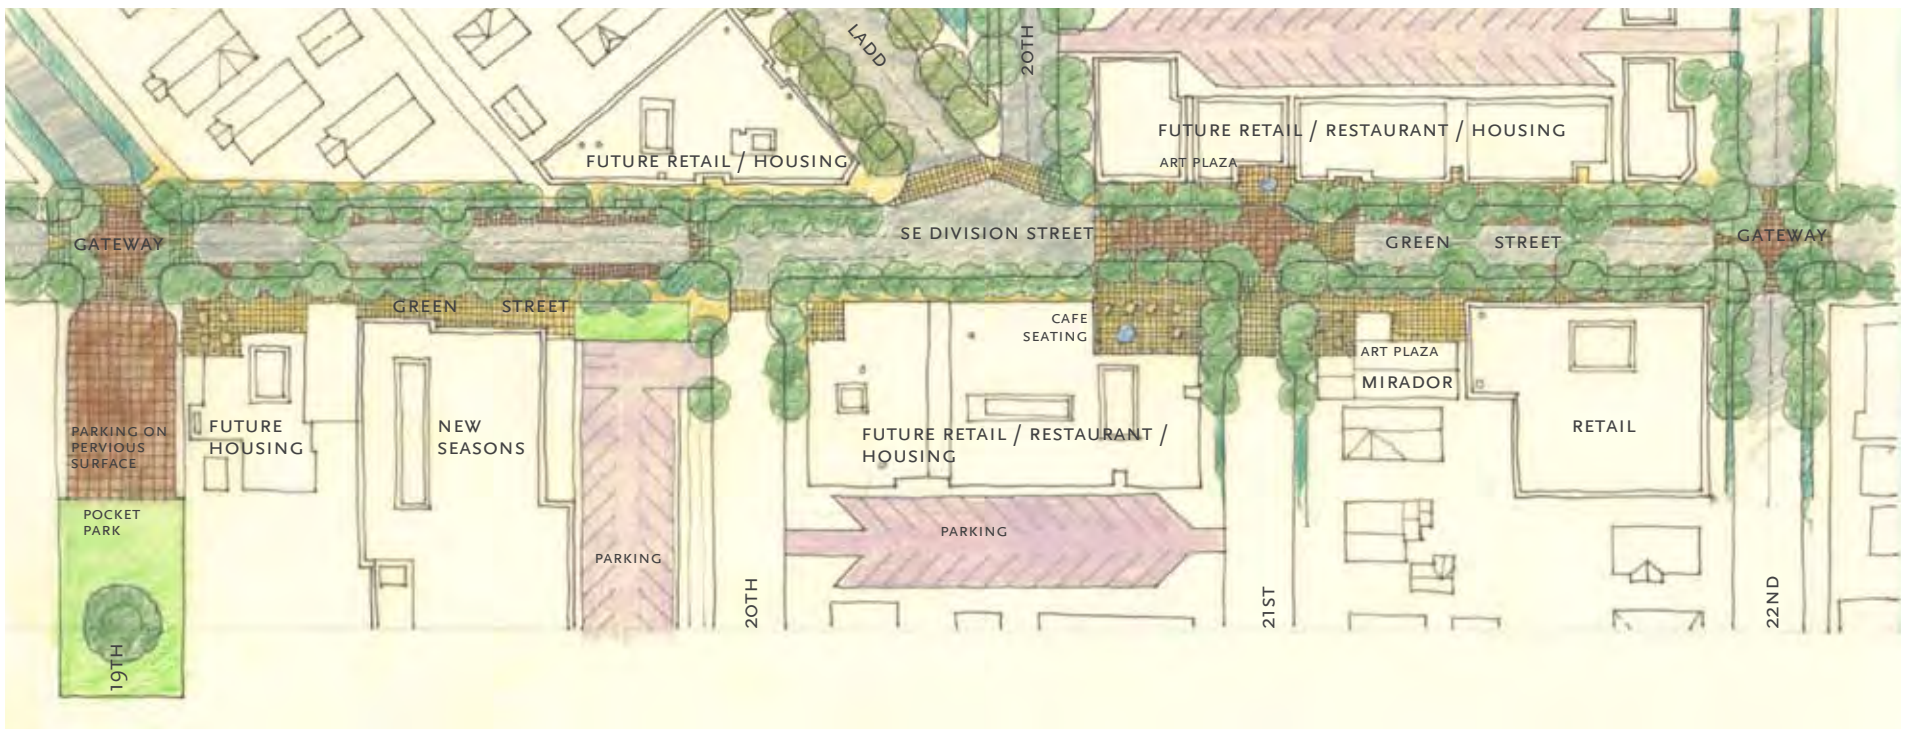 LADD
20TH
FUTURE RETAIL / RESTAURANT / HOUSING
FUTURE RETAIL / HOUSING
ART PLAZA
GATEWAY
SE DIVISION STREET
GREEN STREET
GATEWAY
GREEN STREET
CAFE
SEATING
ART PLAZA
MIRADOR
PARKING ON
PERVIOUS
SURFACE
FUTURE
HOUSING
NEW
SEASONS
FUTURE RETAIL / RESTAURANT /
HOUSING
RETAIL
POCKET
PARK
PARKING
PARKING
19TH
20TH
21ST
22ND